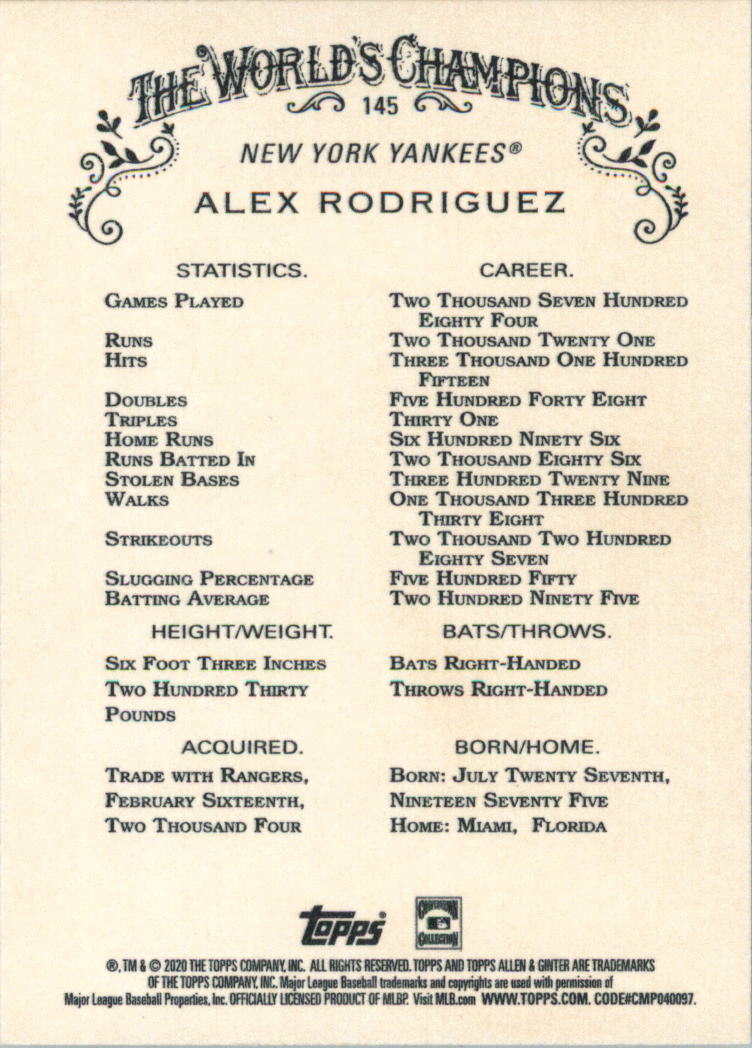 THE WORLD'S CHAMPIONS
145
NEW YORK YANKEES®
ALEX RODRIGUEZ
STATISTICS. CAREER.
GAMES PLAYED TWO THOUSAND SEVEN HUNDRED
EIGHTY FOUR
RUNS TWO THOUSAND TWENTY ONE
HITS THREE THOUSAND ONE HUNDRED
FIFTEEN
DOUBLES FIVE HUNDRED FORTY EIGHT
TRIPLES THIRTY ONE
HOME RUNS SIX HUNDRED NINETY SIX
RUNS BATTED IN TWO THOUSAND EIGHTY SIX
STOLEN BASES THREE HUNDRED TWENTY NINE
WALKS ONE THOUSAND THREE HUNDRED
THIRTY EIGHT
STRIKEOUTS TWO THOUSAND TWO HUNDRED
EIGHTY SEVEN
SLUGGING PERCENTAGE FIVE HUNDRED FIFTY
BATTING AVERAGE TWO HUNDRED NINETY FIVE
HEIGHT/WEIGHT. BATS/THROWS.
SIX FOOT THREE INCHES BATS RIGHT-HANDED
TWO HUNDRED THIRTY THROWS RIGHT-HANDED
POUNDS
ACQUIRED. BORN/HOME.
TRADE WITH RANGERS, BORN: JULY TWENTY SEVENTH,
FEBRUARY SIXTEENTH, NINETEEN SEVENTY FIVE
TWO THOUSAND FOUR HOME: MIAMI, FLORIDA
Topps
COOPERSTOWN
COLLECTION
®, TM & © 2020 THE TOPPS COMPANY, INC. ALL RIGHTS RESERVED. TOPPS AND TOPPS ALLEN & GINTER ARE TRADEMARKS
OF THE TOPPS COMPANY, INC. Major League Baseball trademarks and copyrights are used with permission of
Major League Baseball Properties, Inc. OFFICIALLY LICENSED PRODUCT OF MLBP. Visit MLB.com WWW.TOPPS.COM. CODE#CMP040097.